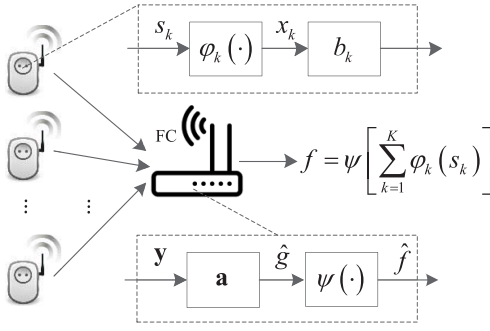 s_k
φ_k(·)
x_k
b_k
FC
f = ψ[∑_{k=1}^{K} φ_k(s_k)]
⋮ ⋮
y
a
ĝ
ψ(·)
f̂